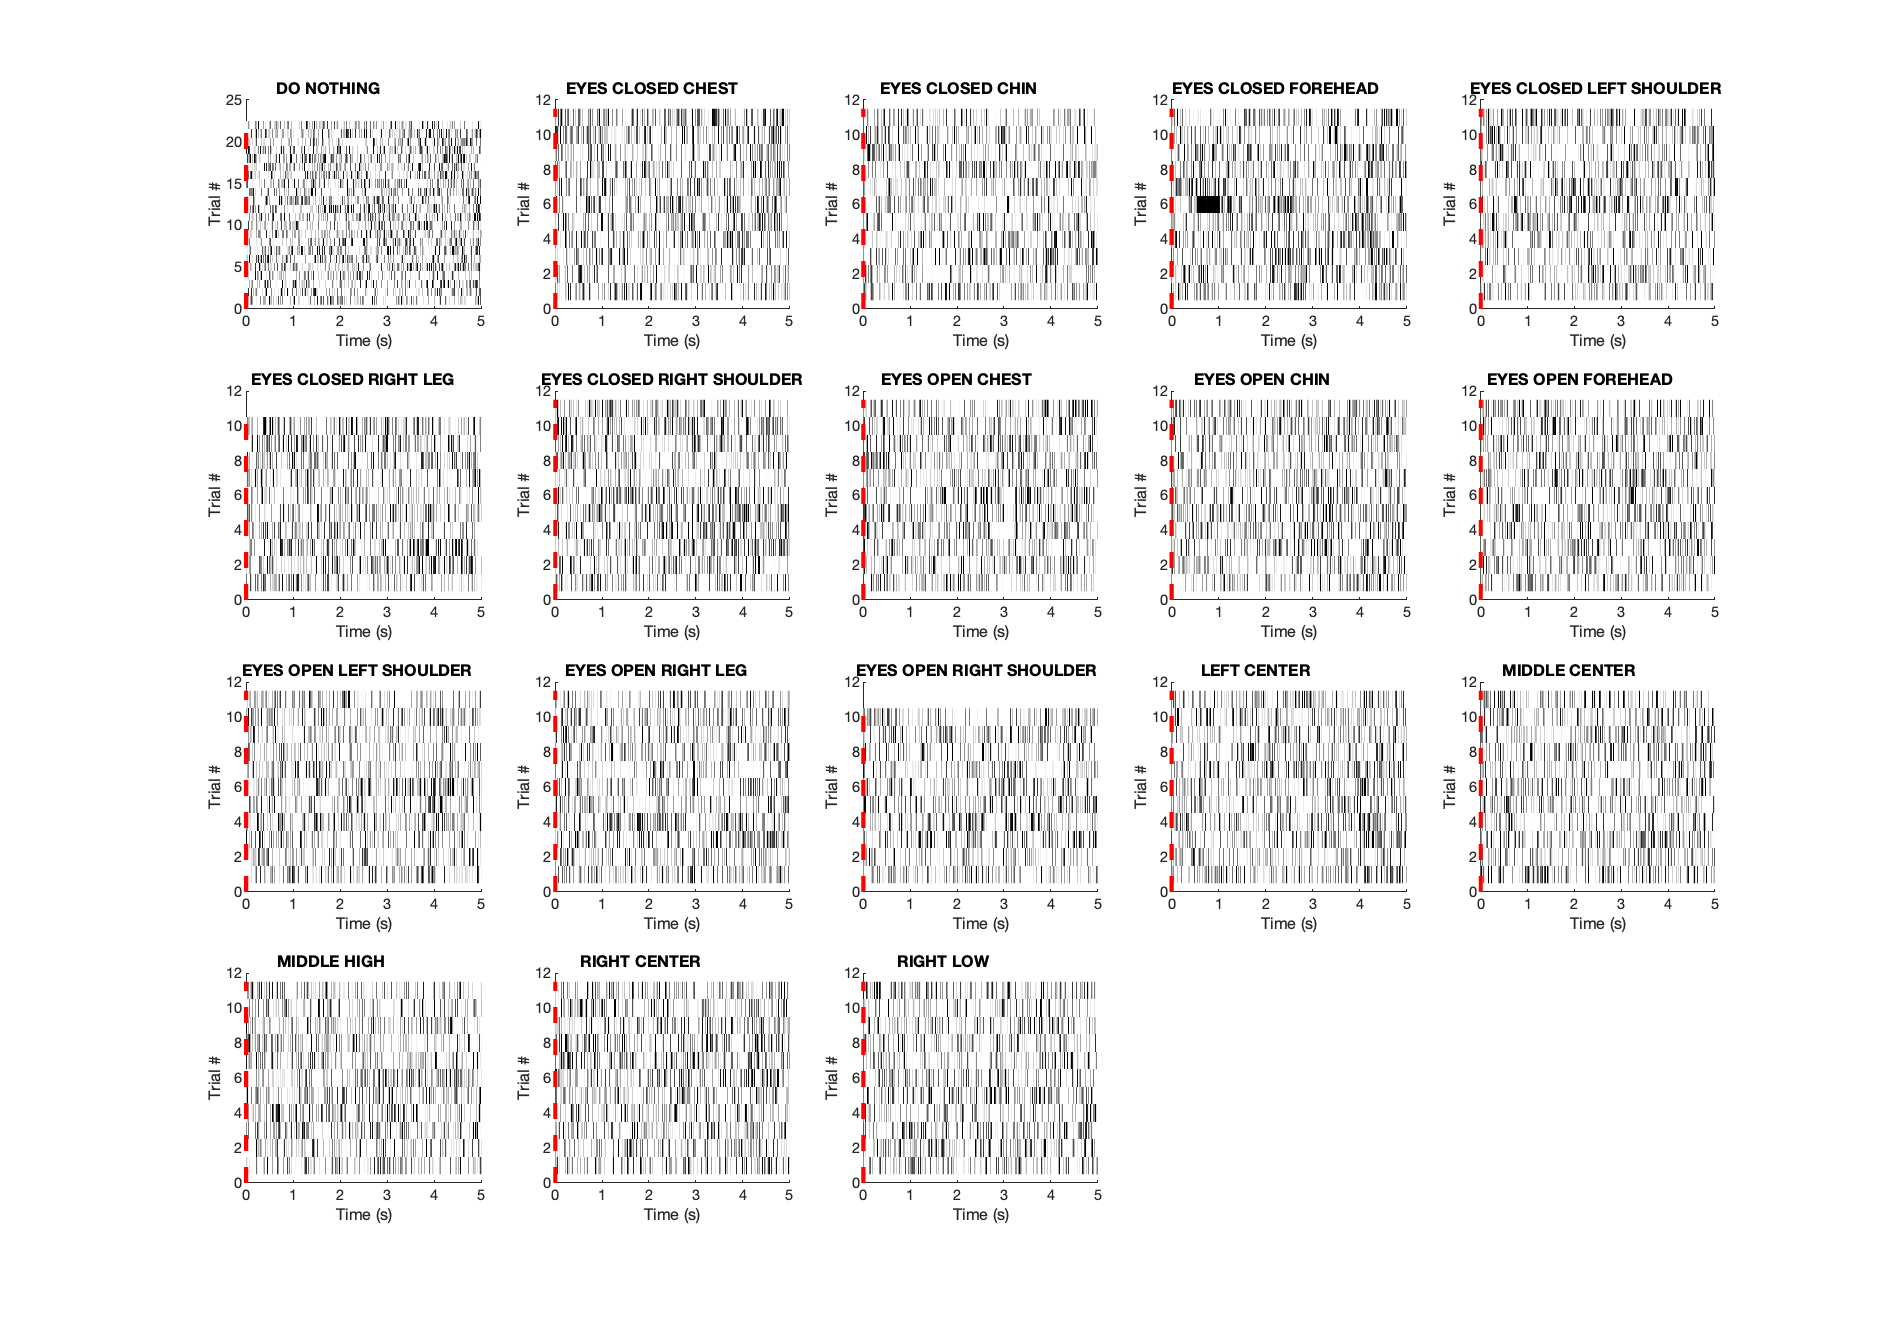 DO NOTHING
25
20
15
10
5
0
Trial #
0 1 2 3 4 5
Time (s)
EYES CLOSED CHEST
12
10
8
6
4
2
0
Trial #
0 1 2 3 4 5
Time (s)
EYES CLOSED CHIN
12
10
8
6
4
2
0
Trial #
0 1 2 3 4 5
Time (s)
EYES CLOSED FOREHEAD
12
10
8
6
4
2
0
Trial #
0 1 2 3 4 5
Time (s)
EYES CLOSED LEFT SHOULDER
12
10
8
6
4
2
0
Trial #
0 1 2 3 4 5
Time (s)
EYES CLOSED RIGHT LEG
12
10
8
6
4
2
0
Trial #
0 1 2 3 4 5
Time (s)
EYES CLOSED RIGHT SHOULDER
12
10
8
6
4
2
0
Trial #
0 1 2 3 4 5
Time (s)
EYES OPEN CHEST
12
10
8
6
4
2
0
Trial #
0 1 2 3 4 5
Time (s)
EYES OPEN CHIN
12
10
8
6
4
2
0
Trial #
0 1 2 3 4 5
Time (s)
EYES OPEN FOREHEAD
12
10
8
6
4
2
0
Trial #
0 1 2 3 4 5
Time (s)
EYES OPEN LEFT SHOULDER
12
10
8
6
4
2
0
Trial #
0 1 2 3 4 5
Time (s)
EYES OPEN RIGHT LEG
12
10
8
6
4
2
0
Trial #
0 1 2 3 4 5
Time (s)
EYES OPEN RIGHT SHOULDER
12
10
8
6
4
2
0
Trial #
0 1 2 3 4 5
Time (s)
LEFT CENTER
12
10
8
6
4
2
0
Trial #
0 1 2 3 4 5
Time (s)
MIDDLE CENTER
12
10
8
6
4
2
0
Trial #
0 1 2 3 4 5
Time (s)
MIDDLE HIGH
12
10
8
6
4
2
0
Trial #
0 1 2 3 4 5
Time (s)
RIGHT CENTER
12
10
8
6
4
2
0
Trial #
0 1 2 3 4 5
Time (s)
RIGHT LOW
12
10
8
6
4
2
0
Trial #
0 1 2 3 4 5
Time (s)